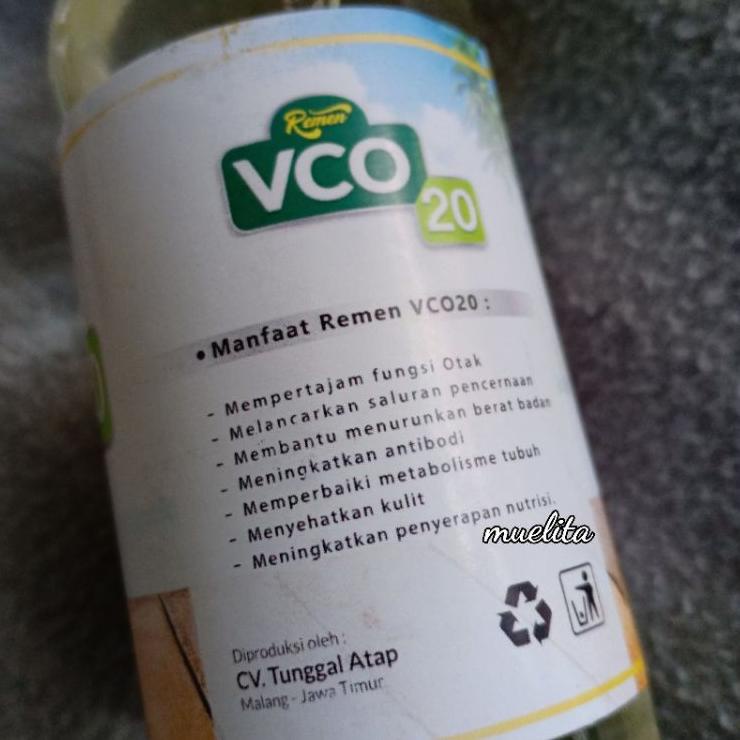 Remen
VCO
20
• Manfaat Remen VCO20 :
- Mempertajam fungsi Otak
- Melancarkan saluran pencernaan
- Membantu menurunkan berat badan
- Meningkatkan antibodi
- Memperbaiki metabolisme tubuh
- Menyehatkan kulit
- Meningkatkan penyerapan nutrisi.
muelita
Diproduksi oleh :
CV. Tunggal Atap
Malang - Jawa Timur